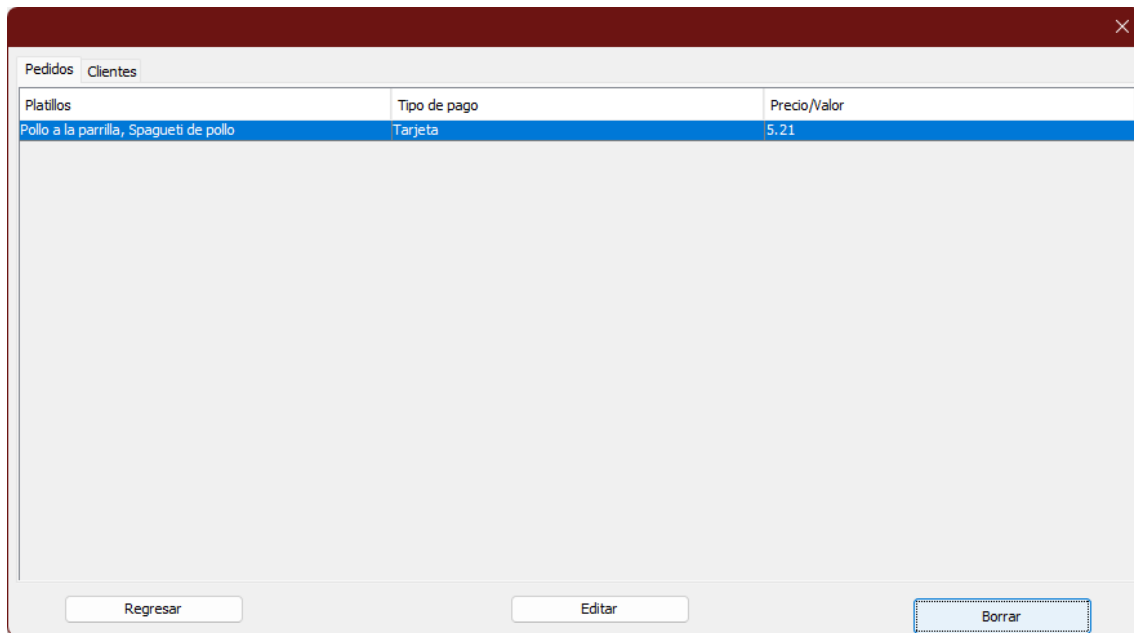 Pedidos Clientes
Platillos Tipo de pago Precio/Valor
Pollo a la parrilla, Spagueti de pollo Tarjeta 5.21
Regresar Editar Borrar